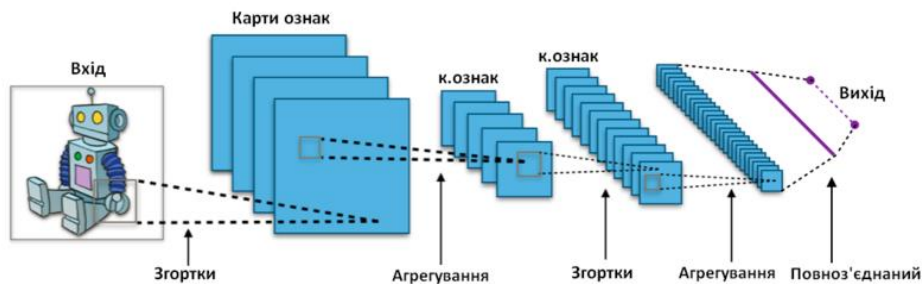 Карти ознак
Вхід
к.ознак
к.ознак
Вихід
Згортки
Агрегування
Згортки
Агрегування
Повноз'єднаний